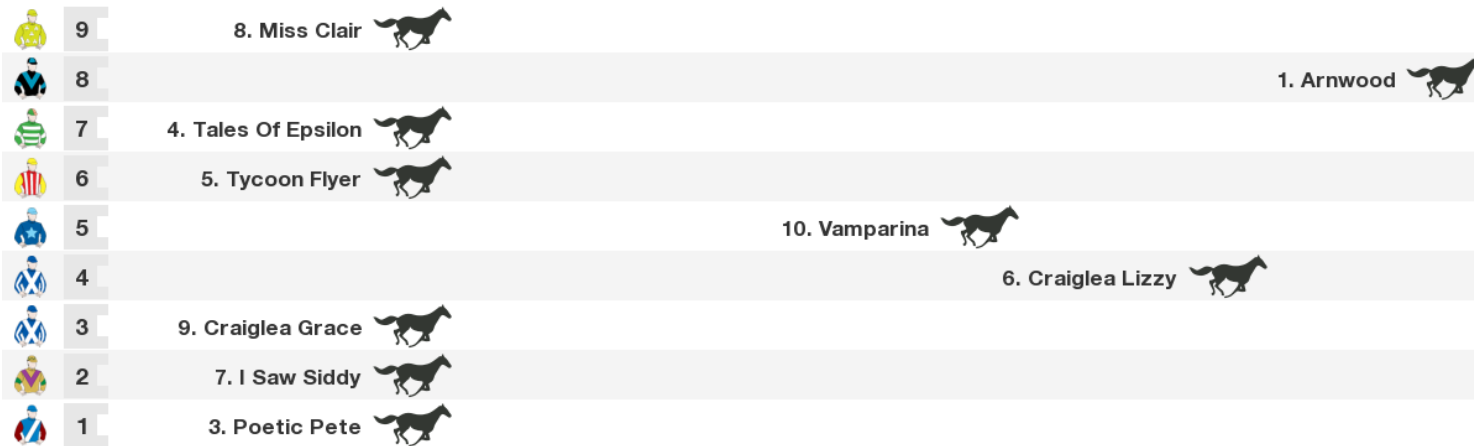 9 8. Miss Clair
8 1. Arnwood
7 4. Tales Of Epsilon
6 5. Tycoon Flyer
5 10. Vamparina
4 6. Craiglea Lizzy
3 9. Craiglea Grace
2 7. I Saw Siddy
1 3. Poetic Pete